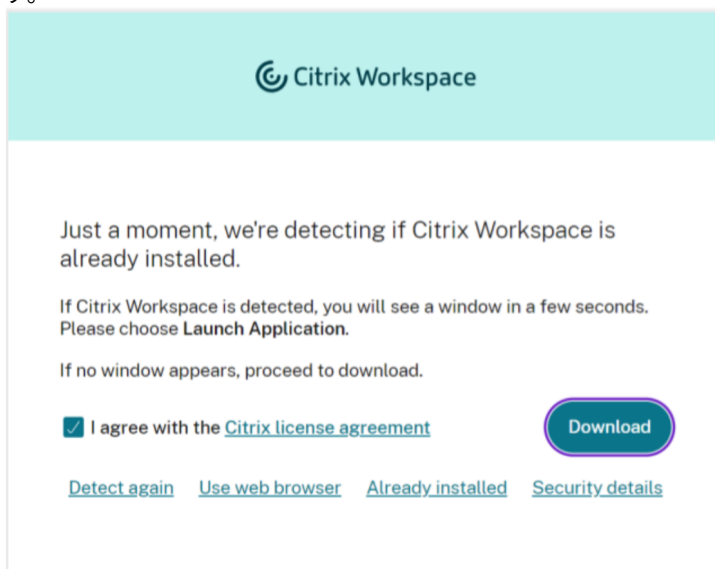 す。
Citrix Workspace
Just a moment, we're detecting if Citrix Workspace is
already installed.
If Citrix Workspace is detected, you will see a window in a few seconds.
Please choose Launch Application.
If no window appears, proceed to download.
I agree with the Citrix license agreement
Download
Detect again Use web browser Already installed Security details